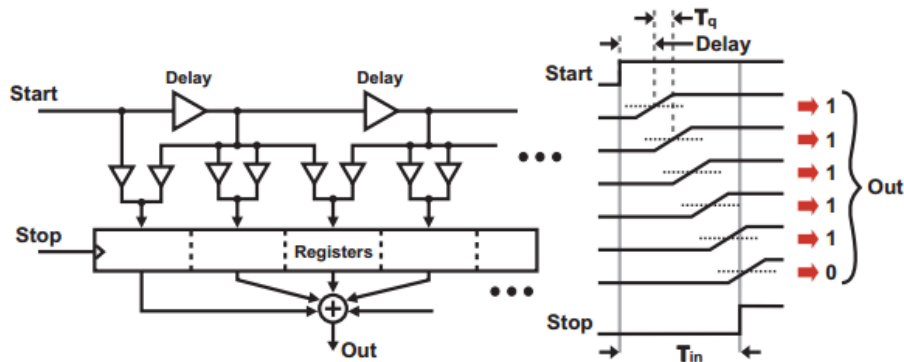 Delay
Delay
Start
Stop
Registers
Out
Tq
Delay
Start
1
1
1
1
1
0
Out
Stop
Tin